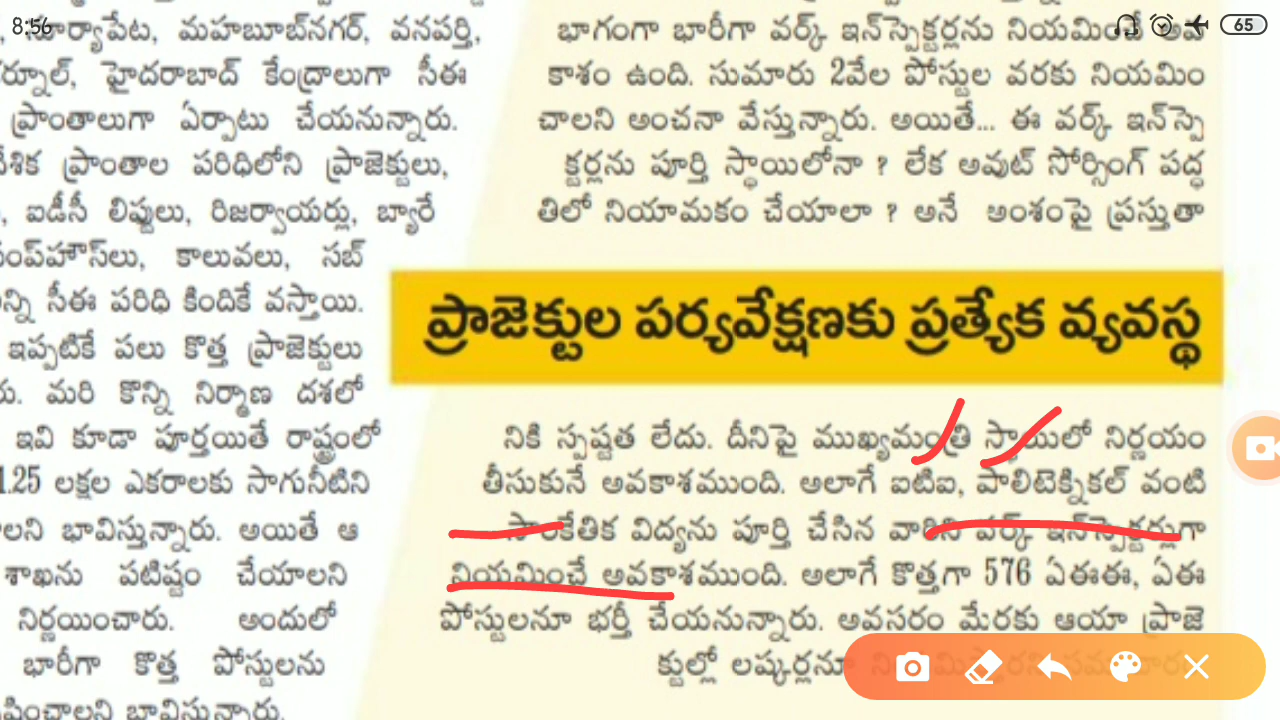 8:56
65
మహబూబ్‌నగర్, వనపర్తి,
హైదరాబాద్ కేంద్రాలుగా సీఈ
ప్రాంతాలుగా ఏర్పాటు చేయనున్నారు.
ప్రాంతాల పరిధిలోని ప్రాజెక్టులు,
ఐడీసీ లిఫ్టులు, రిజర్వాయర్లు, బ్యారే
కాలువలు, సబ్
సీఈ పరిధి కిందికే వస్తాయి.
ఇప్పటికే పలు కొత్త ప్రాజెక్టులు
మరి కొన్ని నిర్మాణ దశలో
ఇవి కూడా పూర్తయితే రాష్ట్రంలో
1.25 లక్షల ఎకరాలకు సాగునీటిని
భావిస్తున్నారు. అయితే ఆ
శాఖను పటిష్టం చేయాలని
నిర్ణయించారు. అందులో
భారీగా కొత్త పోస్టులను
భావిస్తున్నారు.
భాగంగా భారీగా వర్క్ ఇన్‌స్పెక్టర్లను నియమించే అవ
కాశం ఉంది. సుమారు 2వేల పోస్టుల వరకు నియమిం
చాలని అంచనా వేస్తున్నారు. అయితే... ఈ వర్క్ ఇన్‌స్పె
క్టర్లను పూర్తి స్థాయిలోనా ? లేక అవుట్ సోర్సింగ్ పద్ధ
తిలో నియామకం చేయాలా ? అనే అంశంపై ప్రస్తుతా
ప్రాజెక్టుల పర్యవేక్షణకు ప్రత్యేక వ్యవస్థ
నికి స్పష్టత లేదు. దీనిపై ముఖ్యమంత్రి స్థాయిలో నిర్ణయం
తీసుకునే అవకాశముంది. అలాగే ఐటిఐ, పాలిటెక్నికల్ వంటి
సాంకేతిక విద్యను పూర్తి చేసిన వారిని వర్క్ ఇన్‌స్పెక్టర్లుగా
నియమించే అవకాశముంది. అలాగే కొత్తగా 576 ఏఈఈ, ఏఈ
పోస్టులనూ భర్తీ చేయనున్నారు. అవసరం మేరకు ఆయా ప్రాజె
క్టుల్లో లష్కర్లనూ